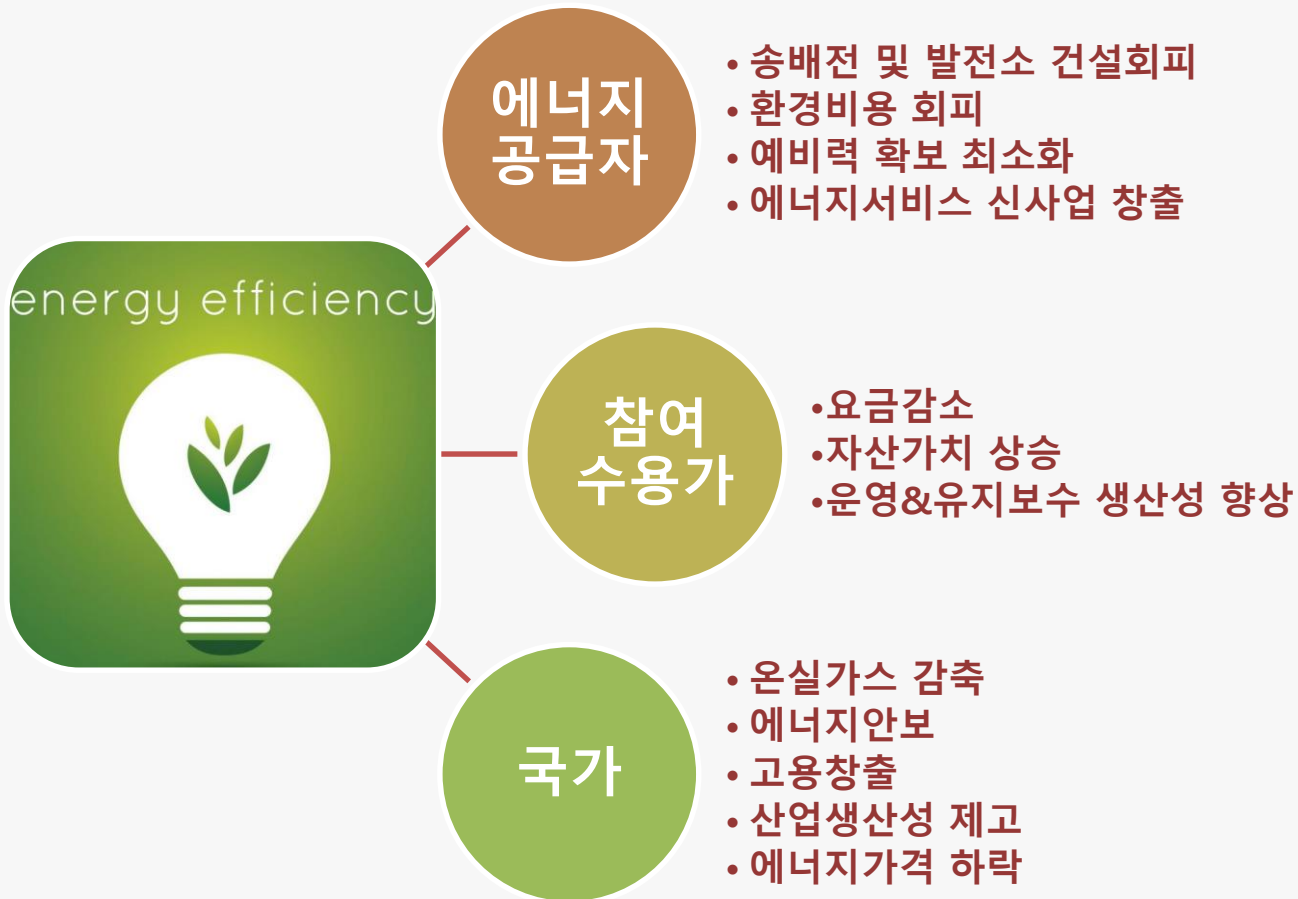 energy efficiency
에너지
공급자
• 송배전 및 발전소 건설회피
• 환경비용 회피
• 예비력 확보 최소화
• 에너지서비스 신사업 창출
참여
수용가
•요금감소
•자산가치 상승
•운영&유지보수 생산성 향상
국가
• 온실가스 감축
• 에너지안보
• 고용창출
• 산업생산성 제고
• 에너지가격 하락